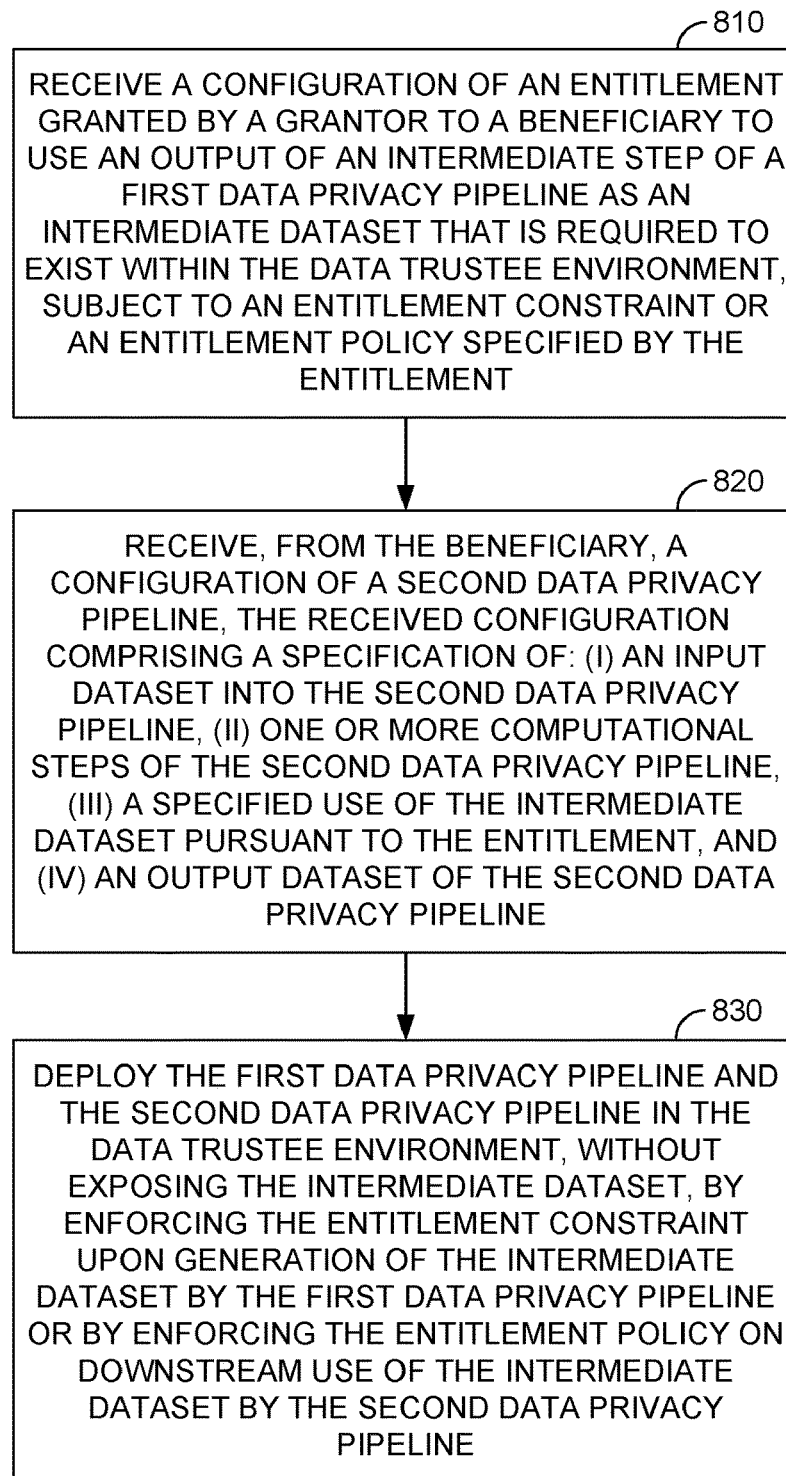 810
RECEIVE A CONFIGURATION OF AN ENTITLEMENT
GRANTED BY A GRANTOR TO A BENEFICIARY TO
USE AN OUTPUT OF AN INTERMEDIATE STEP OF A
FIRST DATA PRIVACY PIPELINE AS AN
INTERMEDIATE DATASET THAT IS REQUIRED TO
EXIST WITHIN THE DATA TRUSTEE ENVIRONMENT,
SUBJECT TO AN ENTITLEMENT CONSTRAINT OR
AN ENTITLEMENT POLICY SPECIFIED BY THE
ENTITLEMENT
820
RECEIVE, FROM THE BENEFICIARY, A
CONFIGURATION OF A SECOND DATA PRIVACY
PIPELINE, THE RECEIVED CONFIGURATION
COMPRISING A SPECIFICATION OF: (I) AN INPUT
DATASET INTO THE SECOND DATA PRIVACY
PIPELINE, (II) ONE OR MORE COMPUTATIONAL
STEPS OF THE SECOND DATA PRIVACY PIPELINE,
(III) A SPECIFIED USE OF THE INTERMEDIATE
DATASET PURSUANT TO THE ENTITLEMENT, AND
(IV) AN OUTPUT DATASET OF THE SECOND DATA
PRIVACY PIPELINE
830
DEPLOY THE FIRST DATA PRIVACY PIPELINE AND
THE SECOND DATA PRIVACY PIPELINE IN THE
DATA TRUSTEE ENVIRONMENT, WITHOUT
EXPOSING THE INTERMEDIATE DATASET, BY
ENFORCING THE ENTITLEMENT CONSTRAINT
UPON GENERATION OF THE INTERMEDIATE
DATASET BY THE FIRST DATA PRIVACY PIPELINE
OR BY ENFORCING THE ENTITLEMENT POLICY ON
DOWNSTREAM USE OF THE INTERMEDIATE
DATASET BY THE SECOND DATA PRIVACY
PIPELINE